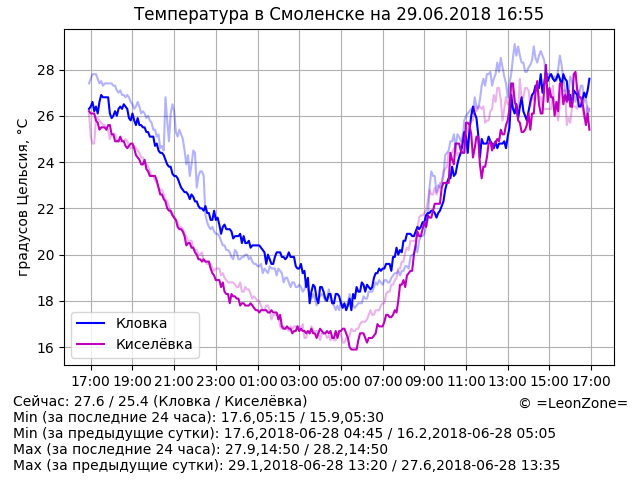 Температура в Смоленске на 29.06.2018 16:55
градусов Цельсия, °C
28
26
24
22
20
18
16
Кловка
Киселёвка
17:00 19:00 21:00 23:00 01:00 03:00 05:00 07:00 09:00 11:00 13:00 15:00 17:00
Сейчас: 27.6 / 25.4 (Кловка / Киселёвка)
© =LeonZone=
Min (за последние 24 часа): 17.6,05:15 / 15.9,05:30
Min (за предыдущие сутки): 17.6,2018-06-28 04:45 / 16.2,2018-06-28 05:05
Max (за последние 24 часа): 27.9,14:50 / 28.2,14:50
Max (за предыдущие сутки): 29.1,2018-06-28 13:20 / 27.6,2018-06-28 13:35